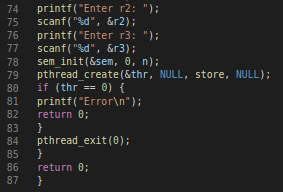 74 printf("Enter r2: ");
75 scanf("%d", &r2);
76 printf("Enter r3: ");
77 scanf("%d", &r3);
78 sem_init(&sem, 0, n);
79 pthread_create(&thr, NULL, store, NULL);
80 if (thr == 0) {
81 printf("Error\n");
82 return 0;
83 }
84 pthread_exit(0);
85 }
86 return 0;
87 }